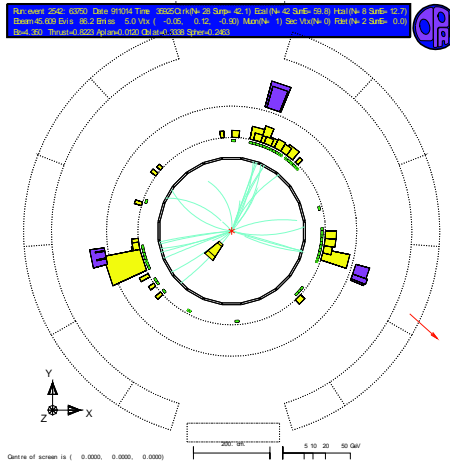 Run:event 2542: 63750 Date 911014 Time 35925 Ctrk(N= 28 Sump= 42.1) Ecal(N= 42 SumE= 59.8) Hcal(N= 8 SumE= 12.7)
Ebeam 45.609 Evis 86.2 Emiss 5.0 Vtx ( -0.05, 0.12, -0.90) Muon(N= 1) Sec Vtx(N= 0) Fdet(N= 2 SumE= 0.0)
Bz=4.350 Thrust=0.8223 Aplan=0.0120 Oblat=0.3338 Spher=0.2463
Y
X
Z
200. cm.
5 10 20 50 GeV
Centre of screen is ( 0.0000, 0.0000, 0.0000)